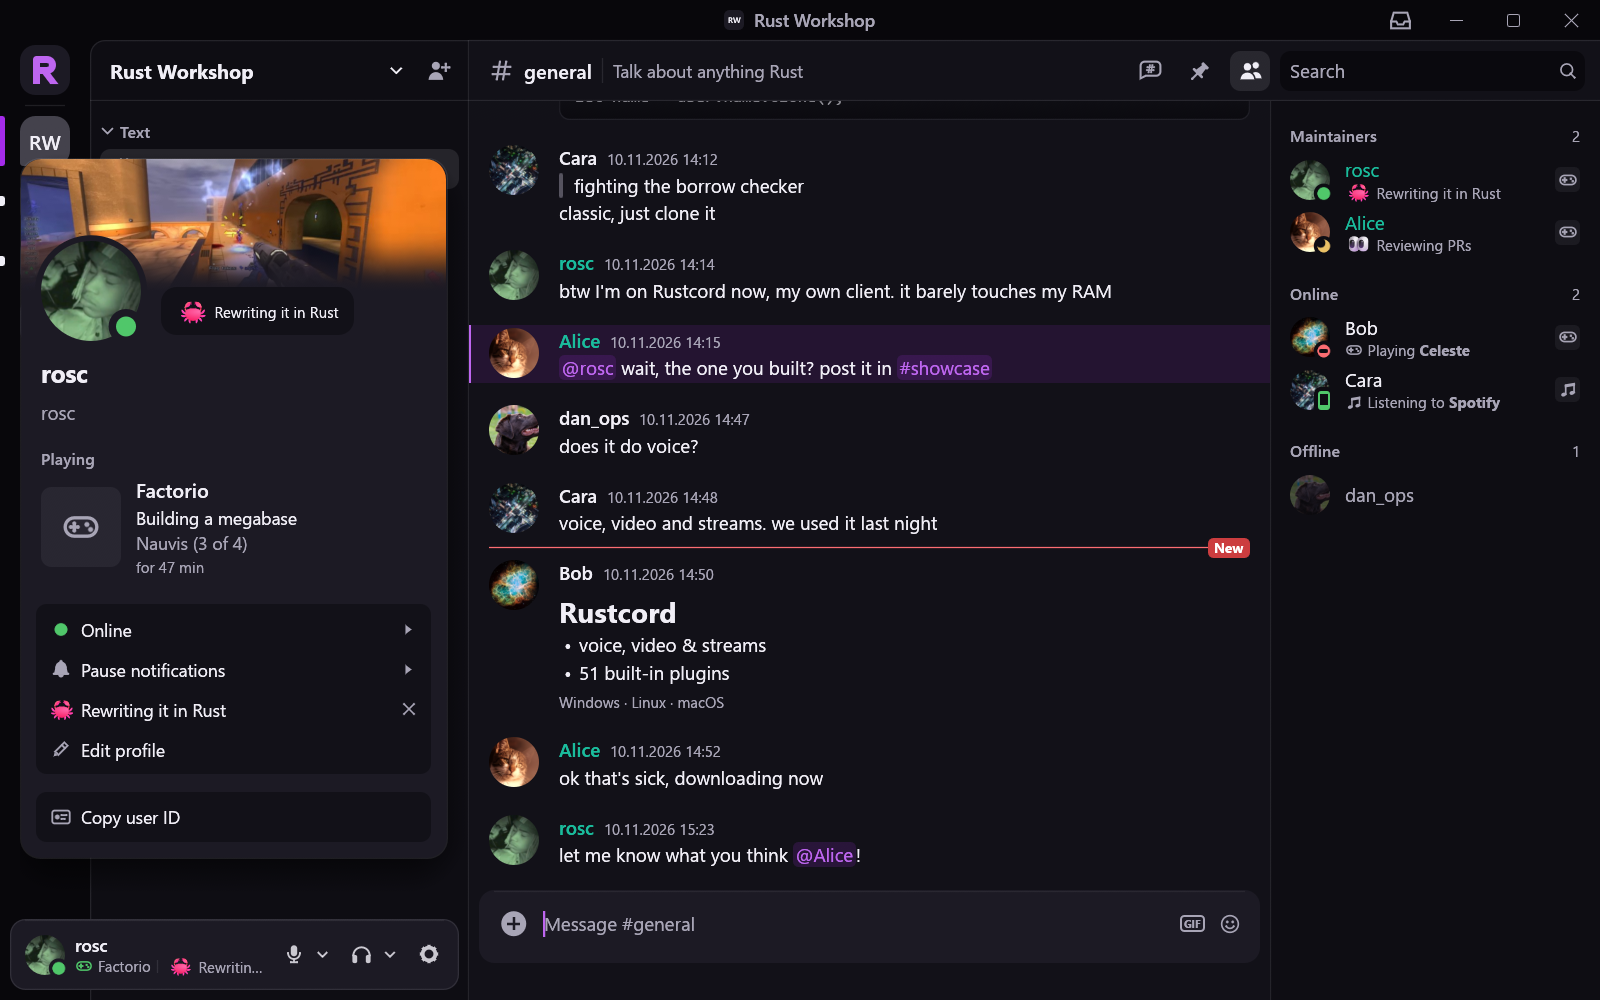 RW Rust Workshop
R
RW
Rust Workshop
Text
Rewriting it in Rust
rosc
rosc
Playing
Factorio
Building a megabase
Nauvis (3 of 4)
for 47 min
Online
Pause notifications
Rewriting it in Rust
Edit profile
Copy user ID
rosc
Factorio
Rewritin...
# general
Talk about anything Rust
Search
Cara 10.11.2026 14:12
fighting the borrow checker
classic, just clone it
rosc 10.11.2026 14:14
btw I'm on Rustcord now, my own client. it barely touches my RAM
Alice 10.11.2026 14:15
@rosc wait, the one you built? post it in #showcase
dan_ops 10.11.2026 14:47
does it do voice?
Cara 10.11.2026 14:48
voice, video and streams. we used it last night
New
Bob 10.11.2026 14:50
Rustcord
• voice, video & streams
• 51 built-in plugins
Windows · Linux · macOS
Alice 10.11.2026 14:52
ok that's sick, downloading now
rosc 10.11.2026 15:23
let me know what you think @Alice!
Message #general
GIF
Maintainers 2
rosc
Rewriting it in Rust
Alice
Reviewing PRs
Online 2
Bob
Playing Celeste
Cara
Listening to Spotify
Offline 1
dan_ops